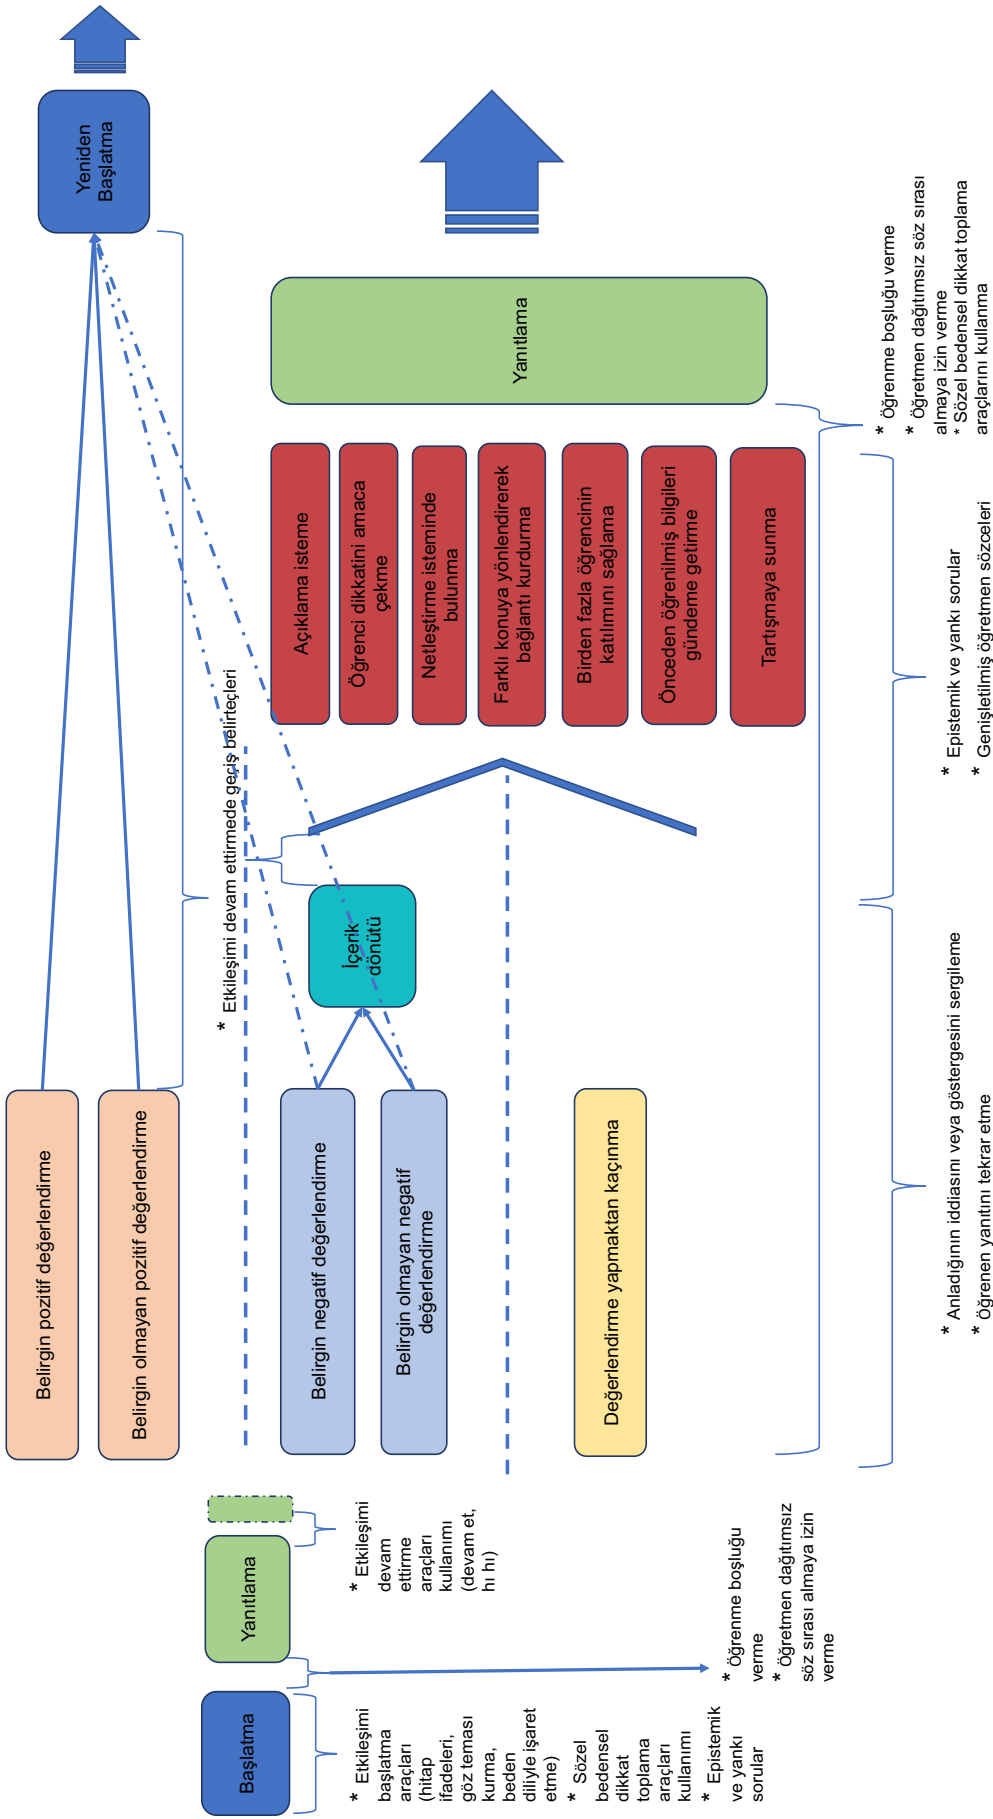 Başlatma
* Etkileşimi
başlatma
araçları
(hitap
ifadeleri,
göz teması
kurma,
beden
diliyle işaret
etme)
* Sözel
bedensel
dikkat
toplama
araçları
kullanımı
* Epistemik
ve yankı
sorular
Yanıtlama
* Öğrenme boşluğu
verme
* Öğretmen dağıtımsız
söz sırası almaya izin
verme
* Etkileşimi
devam
ettirme
araçları
kullanımı
(devam et,
hı hı)
Belirgin pozitif değerlendirme
Belirgin olmayan pozitif değerlendirme
Belirgin negatif değerlendirme
Belirgin olmayan negatif
değerlendirme
Değerlendirme yapmaktan kaçınma
* Anladığının iddiasını veya göstergesini sergileme
* Öğrenen yanıtını tekrar etme
* Etkileşimi devam ettirmede geçiş belirteçleri
İçerik
dönütü
Açıklama isteme
Öğrenci dikkatini amaca
çekme
Netleştirme isteminde
bulunma
Farklı konuya yönlendirerek
bağlantı kurdurma
Birden fazla öğrencinin
katılımını sağlama
Önceden öğrenilmiş bilgileri
gündeme getirme
Tartışmaya sunma
* Epistemik ve yankı sorular
* Genişletilmiş öğretmen sözceleri
Yanıtlama
* Öğrenme boşluğu verme
* Öğretmen dağıtımsız söz sırası
almaya izin verme
* Sözel bedensel dikkat toplama
araçlarını kullanma
Yeniden
Başlatma